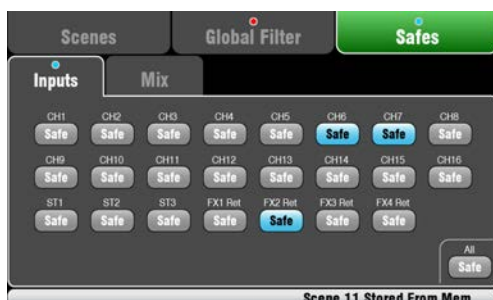 Scenes Global Filter Safes
Inputs Mix
CH1 CH2 CH3 CH4 CH5 CH6 CH7 CH8
Safe Safe Safe Safe Safe Safe Safe Safe
CH9 CH10 CH11 CH12 CH13 CH14 CH15 CH16
Safe Safe Safe Safe Safe Safe Safe Safe
ST1 ST2 ST3 FX1 Ret FX2 Ret FX3 Ret FX4 Ret
Safe Safe Safe Safe Safe Safe Safe
All
Safe
Scene 11 Stored From Mem